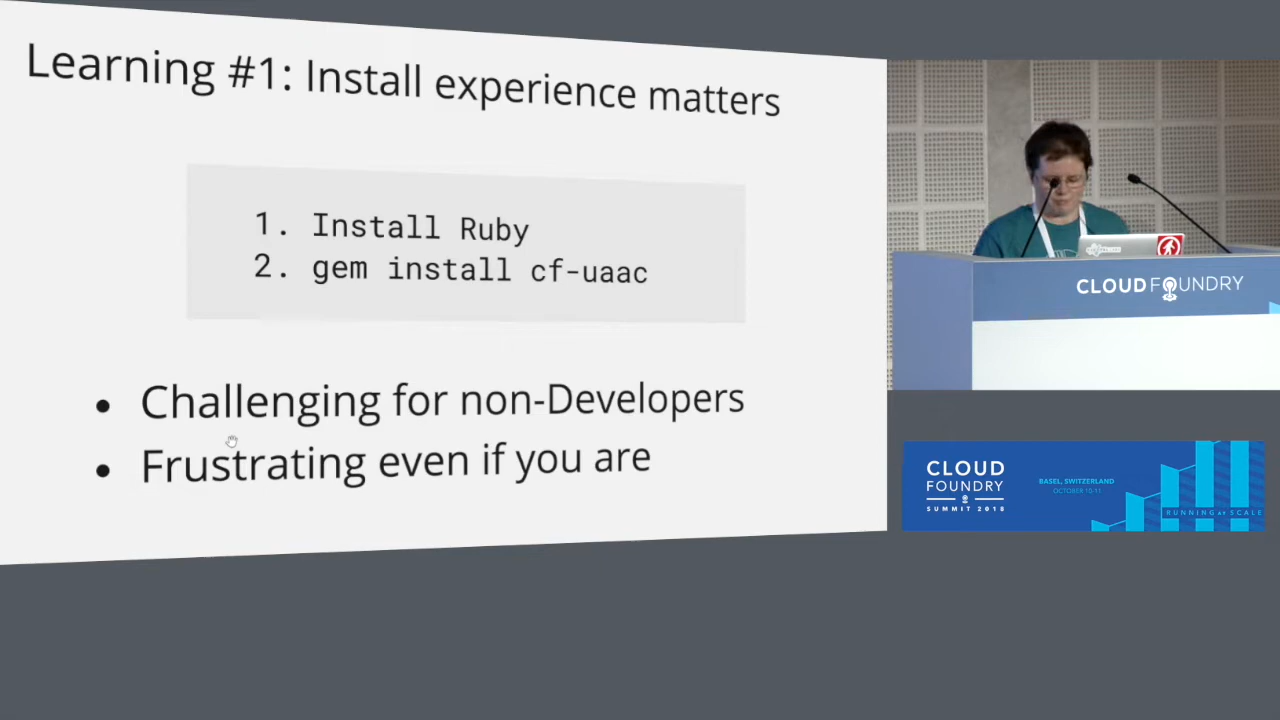 Learning #1: Install experience matters
1. Install Ruby
2. gem install cf-uaac
• Challenging for non-Developers
• Frustrating even if you are
CLOUD FOUNDRY
CLOUD
FOUNDRY
SUMMIT 2018
BASEL, SWITZERLAND
OCTOBER 10-11
RUNNING AT SCALE